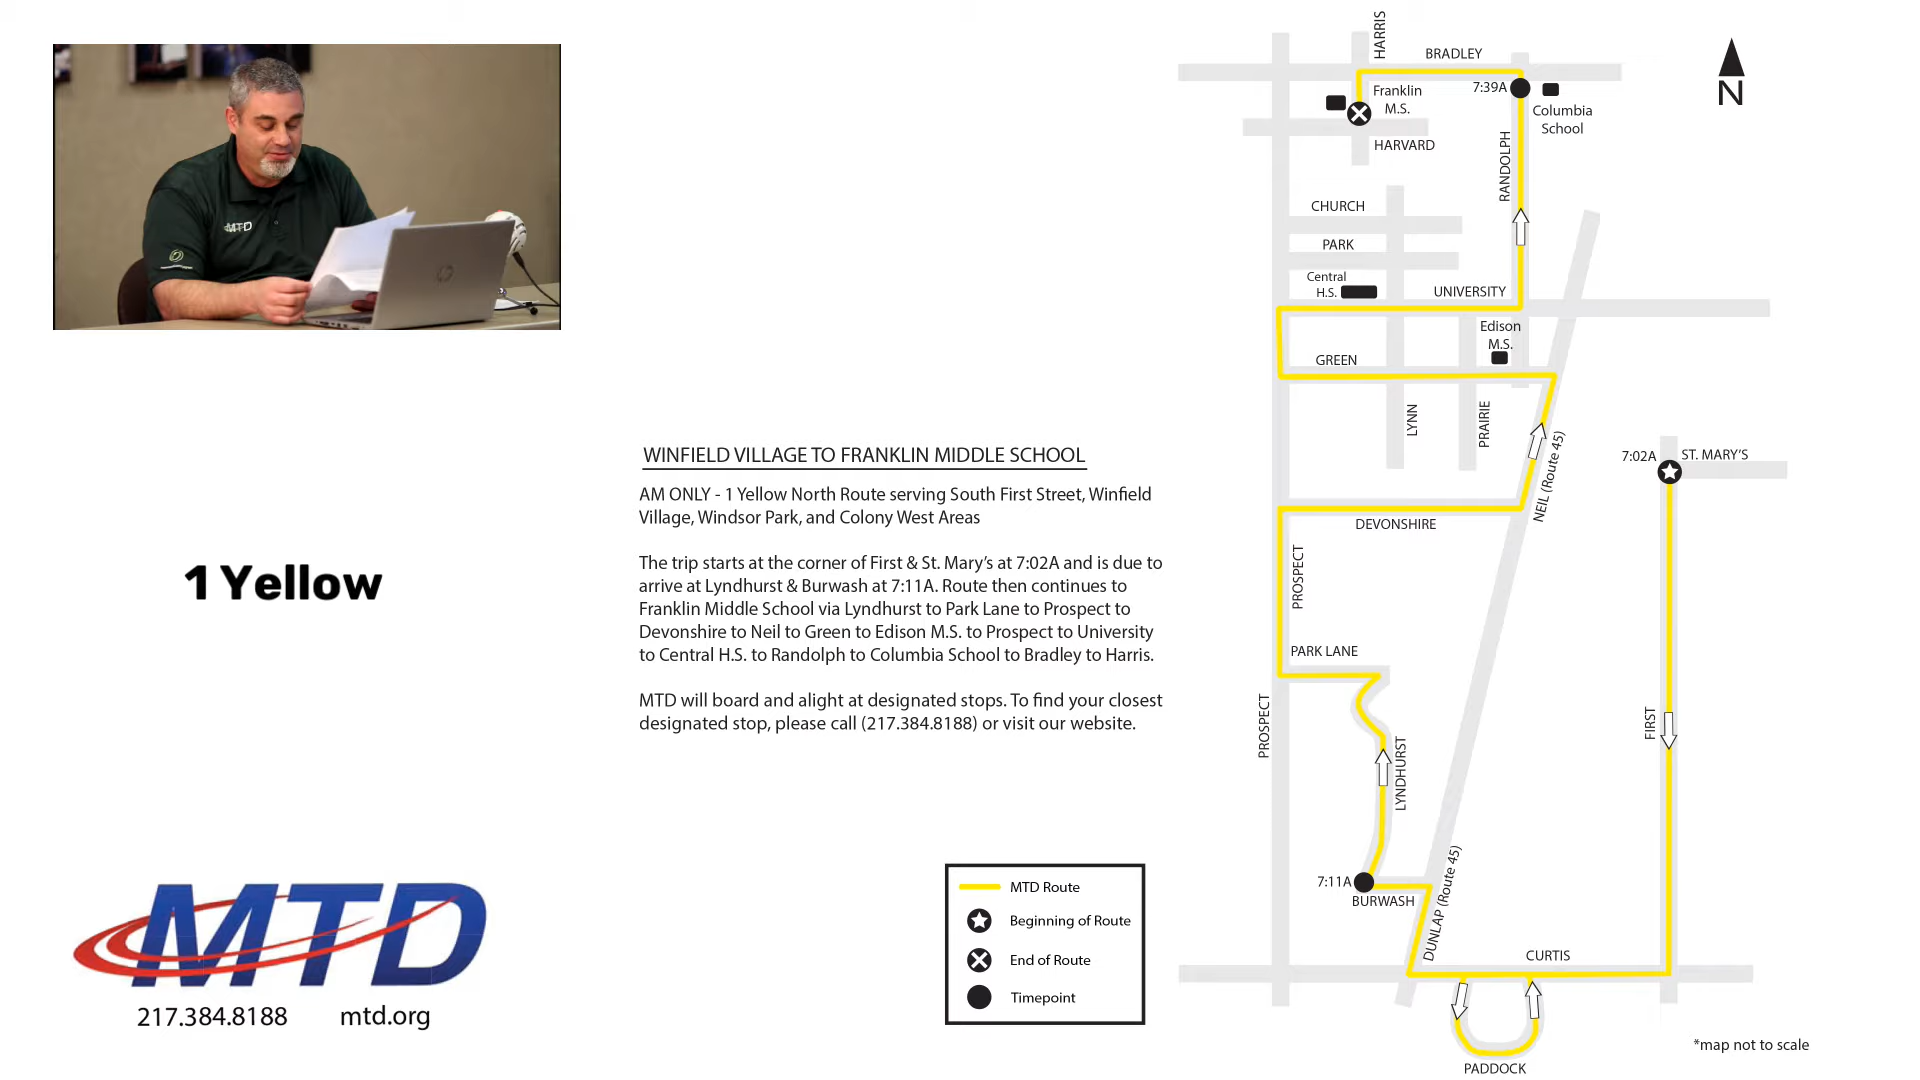 MTD
1 Yellow
MTD
217.384.8188 mtd.org
WINFIELD VILLAGE TO FRANKLIN MIDDLE SCHOOL
AM ONLY - 1 Yellow North Route serving South First Street, Winfield
Village, Windsor Park, and Colony West Areas
The trip starts at the corner of First & St. Mary's at 7:02A and is due to
arrive at Lyndhurst & Burwash at 7:11A. Route then continues to
Franklin Middle School via Lyndhurst to Park Lane to Prospect to
Devonshire to Neil to Green to Edison M.S. to Prospect to University
to Central H.S. to Randolph to Columbia School to Bradley to Harris.
MTD will board and alight at designated stops. To find your closest
designated stop, please call (217.384.8188) or visit our website.
MTD Route
Beginning of Route
End of Route
Timepoint
HARRIS
BRADLEY
N
Franklin
M.S.
7:39A
Columbia
School
HARVARD
RANDOLPH
CHURCH
PARK
Central
H.S.
UNIVERSITY
Edison
M.S.
GREEN
LYNN
PRAIRIE
NEIL (Route 45)
7:02A
ST. MARY'S
DEVONSHIRE
PROSPECT
PARK LANE
PROSPECT
LYNDHURST
FIRST
7:11A
BURWASH
DUNLAP (Route 45)
CURTIS
PADDOCK
*map not to scale